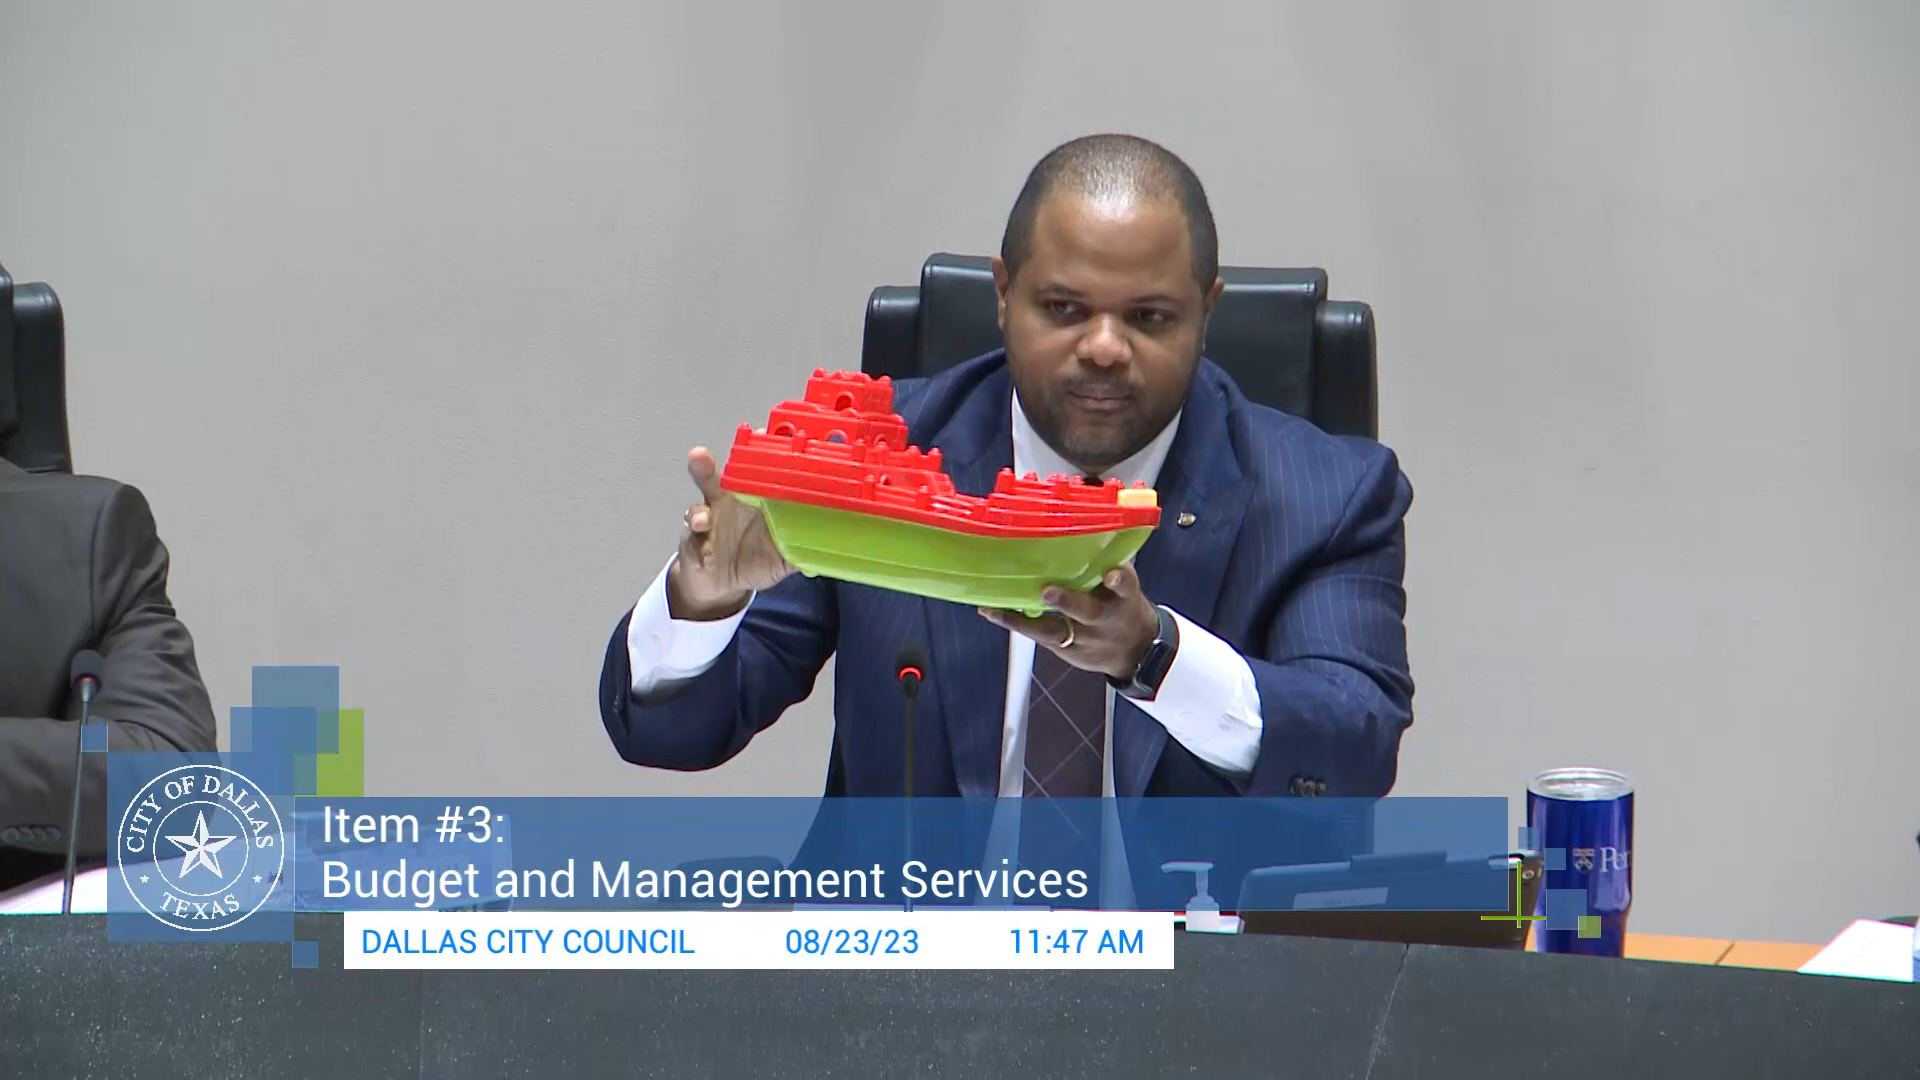 CITY OF DALLAS
TEXAS
Item #3:
Budget and Management Services
DALLAS CITY COUNCIL 08/23/23 11:47 AM